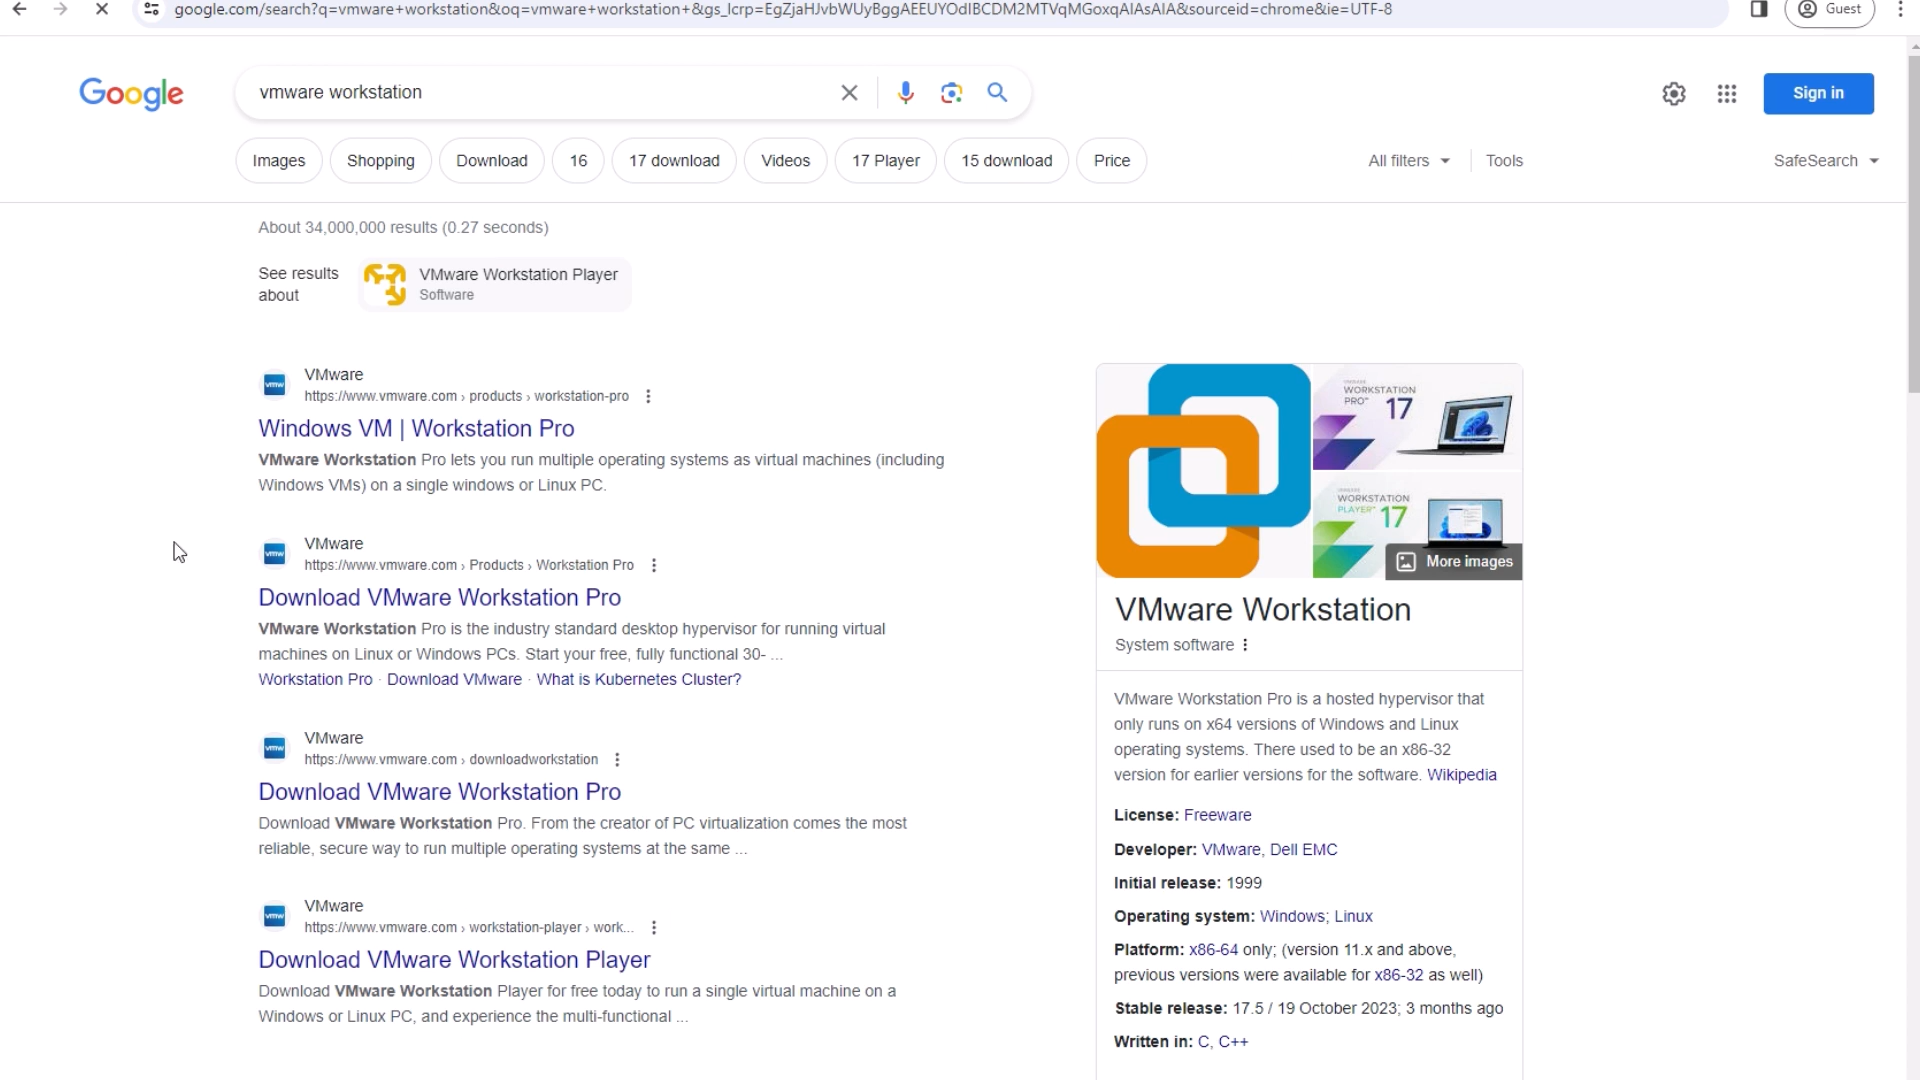 google.com/search?q=vmware+workstation&oq=vmware+workstation+&gs_lcrp=EgZjaHJvbWUyBggAEEUYOdIBCDM2MTVqMGoxqAIAsAIA&sourceid=chrome&ie=UTF-8
Guest
Google
vmware workstation
Sign in
Images
Shopping
Download
16
17 download
Videos
17 Player
15 download
Price
All filters
Tools
SafeSearch
About 34,000,000 results (0.27 seconds)
See results
about
VMware Workstation Player
Software
vmw
VMware
https://www.vmware.com › products › workstation-pro
Windows VM | Workstation Pro
VMware Workstation Pro lets you run multiple operating systems as virtual machines (including
Windows VMs) on a single windows or Linux PC.
vmw
VMware
https://www.vmware.com › Products › Workstation Pro
Download VMware Workstation Pro
VMware Workstation Pro is the industry standard desktop hypervisor for running virtual
machines on Linux or Windows PCs. Start your free, fully functional 30- ...
Workstation Pro · Download VMware · What is Kubernetes Cluster?
vmw
VMware
https://www.vmware.com › downloadworkstation
Download VMware Workstation Pro
Download VMware Workstation Pro. From the creator of PC virtualization comes the most
reliable, secure way to run multiple operating systems at the same ...
vmw
VMware
https://www.vmware.com › workstation-player › work...
Download VMware Workstation Player
Download VMware Workstation Player for free today to run a single virtual machine on a
Windows or Linux PC, and experience the multi-functional ...
WORKSTATION
PRO™ 17
WORKSTATION
PLAYER™ 17
More images
VMware Workstation
System software
VMware Workstation Pro is a hosted hypervisor that
only runs on x64 versions of Windows and Linux
operating systems. There used to be an x86-32
version for earlier versions for the software. Wikipedia
License: Freeware
Developer: VMware, Dell EMC
Initial release: 1999
Operating system: Windows; Linux
Platform: x86-64 only; (version 11.x and above,
previous versions were available for x86-32 as well)
Stable release: 17.5 / 19 October 2023; 3 months ago
Written in: C, C++